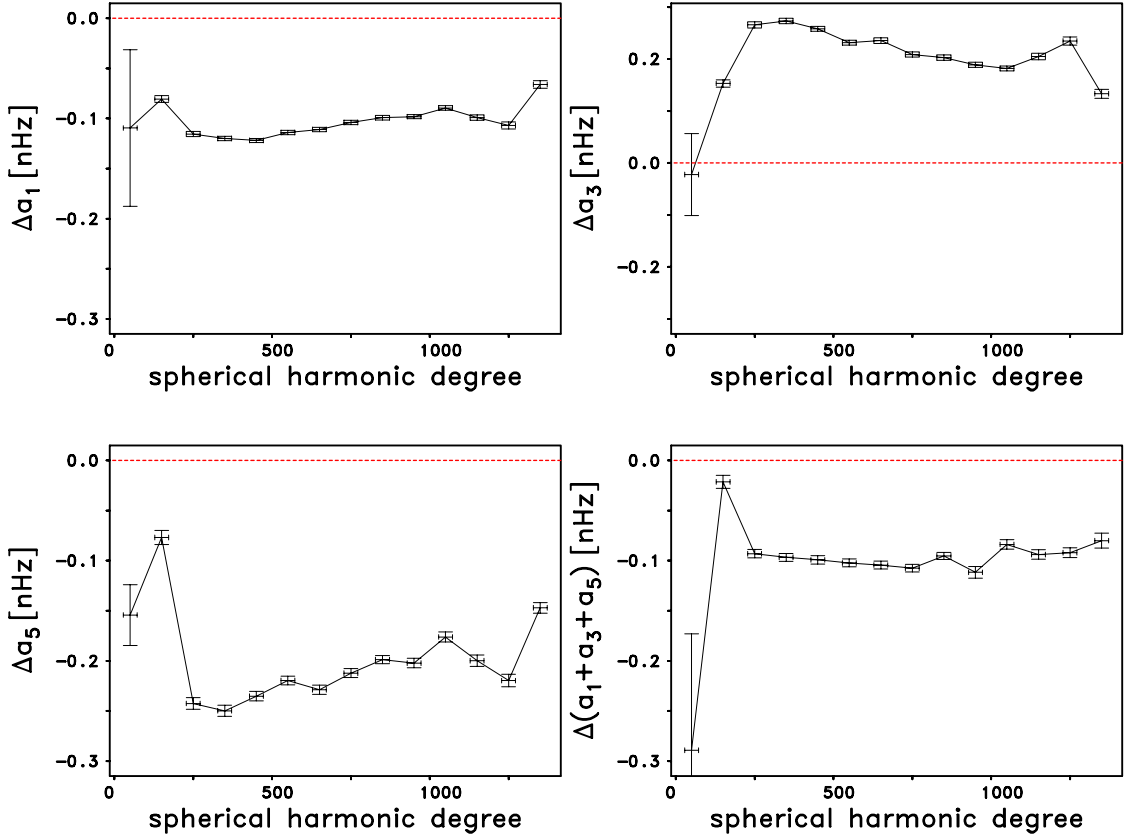 0.0
-0.1
-0.2
-0.3
Δa₁ [nHz]
0 500 1000
spherical harmonic degree
0.2
0.0
-0.2
Δa₃ [nHz]
0 500 1000
spherical harmonic degree
0.0
-0.1
-0.2
-0.3
Δa₅ [nHz]
0 500 1000
spherical harmonic degree
0.0
-0.1
-0.2
-0.3
Δ(a₁+a₃+a₅) [nHz]
0 500 1000
spherical harmonic degree